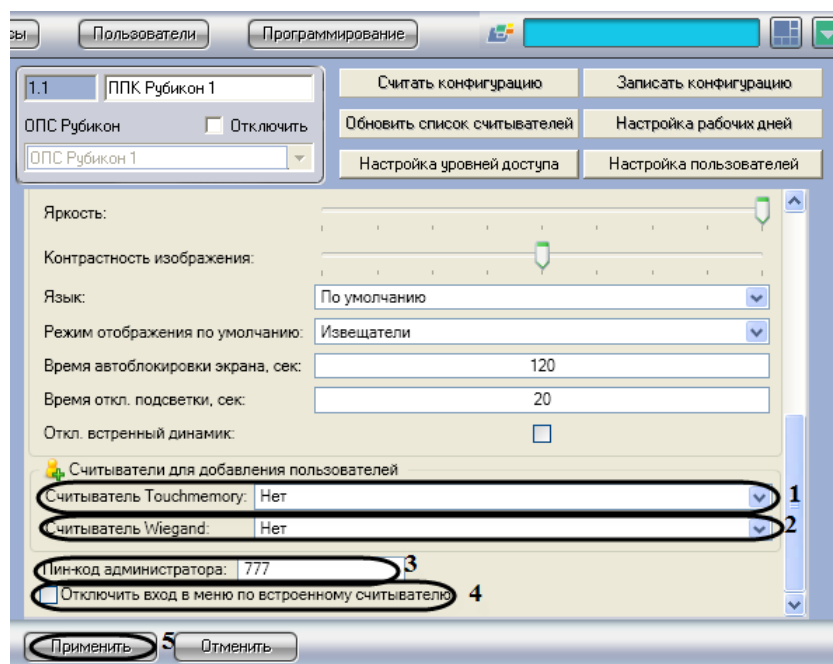 сы Пользователи Программирование
1.1 ППК Рубикон 1
Считать конфигурацию Записать конфигурацию
ОПС Рубикон Отключить
Обновить список считывателей Настройка рабочих дней
ОПС Рубикон 1
Настройка уровней доступа Настройка пользователей
Яркость:
Контрастность изображения:
Язык: По умолчанию
Режим отображения по умолчанию: Извещатели
Время автоблокировки экрана, сек: 120
Время откл. подсветки, сек: 20
Откл. встренный динамик:
Считыватели для добавления пользователей
Считыватель Touchmemory: Нет 1
Считыватель Wiegand: Нет 2
Пин-код администратора: 777 3
Отключить вход в меню по встроенному считывателю 4
Применить 5 Отменить